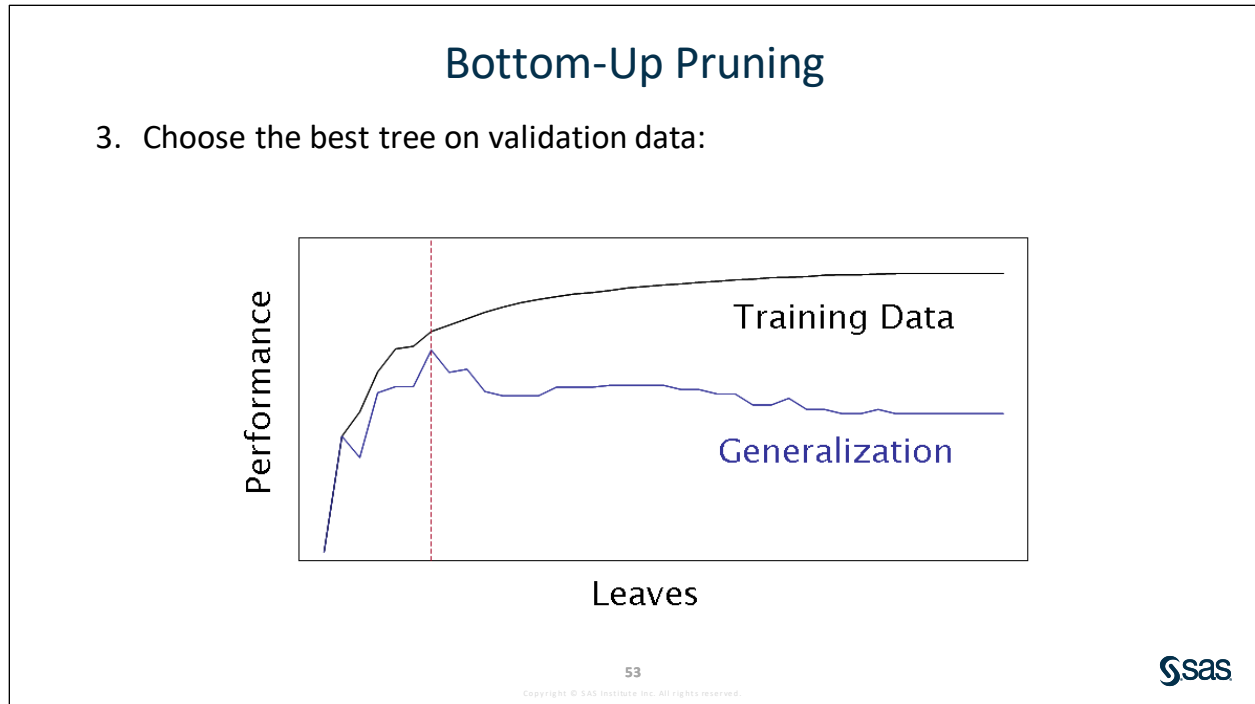 Bottom-Up Pruning
3. Choose the best tree on validation data:
Performance
Training Data
Generalization
Leaves
53
Copyright © SAS Institute Inc. All rights reserved.
sas